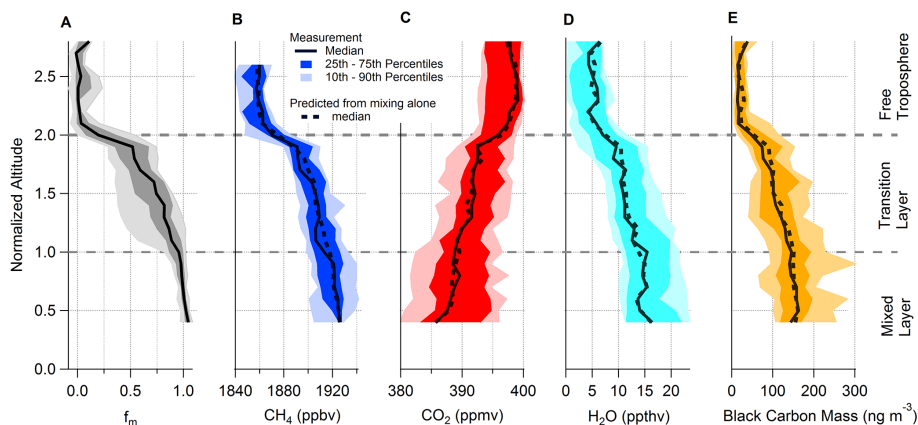 A B C D E
Measurement
Median
25th - 75th Percentiles
10th - 90th Percentiles
Predicted from mixing alone
median
Normalized Altitude
2.5
2.0
1.5
1.0
0.5
0.0
0.0 0.5 1.0
1840 1880 1920
380 390 400
0 5 10 15 20
0 100 200 300
fm
CH4 (ppbv)
CO2 (ppmv)
H2O (ppthv)
Black Carbon Mass (ng m-3)
Free
Troposphere
Transition
Layer
Mixed
Layer